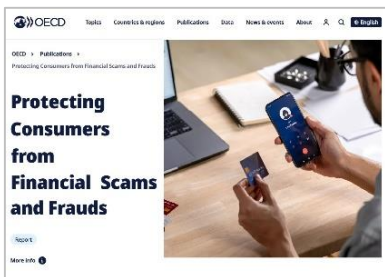 OECD
Topics Countries & regions Publications Data News & events About English
OECD > Publications >
Protecting Consumers from Financial Scams and Frauds
Protecting
Consumers
from
Financial Scams
and Frauds
Report
More info